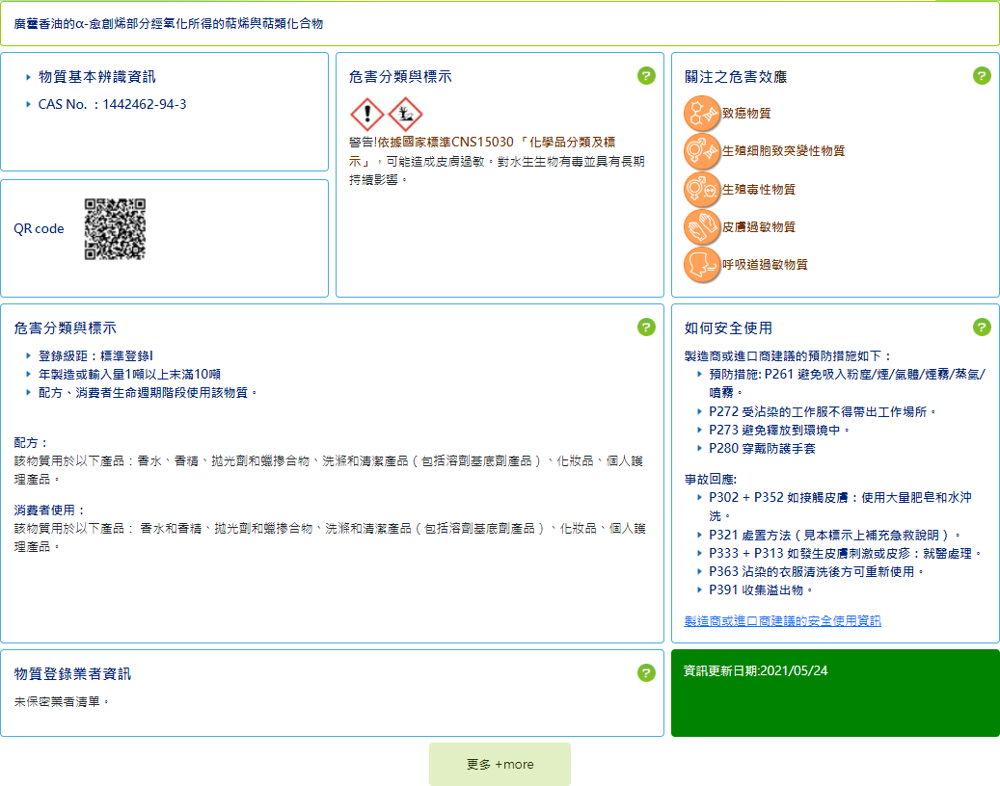 廣藿香油的α-愈創烯部分經氧化所得的萜烯與萜類化合物
物質基本辨識資訊
CAS No. ：1442462-94-3
QR code
危害分類與標示
警告!依據國家標準CNS15030「化學品分類及標
示」，可能造成皮膚過敏。對水生生物有毒並具有長期
持續影響。
關注之危害效應
致癌物質
生殖細胞致突變性物質
生殖毒性物質
皮膚過敏物質
呼吸道過敏物質
危害分類與標示
登錄級距：標準登錄I
年製造或輸入量1噸以上未滿10噸
配方、消費者生命週期階段使用該物質。
配方：
該物質用於以下產品：香水、香精、拋光劑和蠟摻合物、洗滌和清潔產品（包括溶劑基底劑產品）、化妝品、個人護
理產品。
消費者使用：
該物質用於以下產品： 香水和香精、拋光劑和蠟摻合物、洗滌和清潔產品（包括溶劑基底劑產品）、化妝品、個人護
理產品。
如何安全使用
製造商或進口商建議的預防措施如下：
預防措施: P261 避免吸入粉塵/煙/氣體/煙霧/蒸氣/
噴霧。
P272 受沾染的工作服不得帶出工作場所。
P273 避免釋放到環境中。
P280 穿戴防護手套
事故回應:
P302 + P352 如接觸皮膚：使用大量肥皂和水沖
洗。
P321 處置方法（見本標示上補充急救說明）。
P333 + P313 如發生皮膚刺激或皮疹：就醫處理。
P363 沾染的衣服清洗後方可重新使用。
P391 收集溢出物。
製造商或進口商建議的安全使用資訊
物質登錄業者資訊
未保密業者清單。
資訊更新日期:2021/05/24
更多 +more